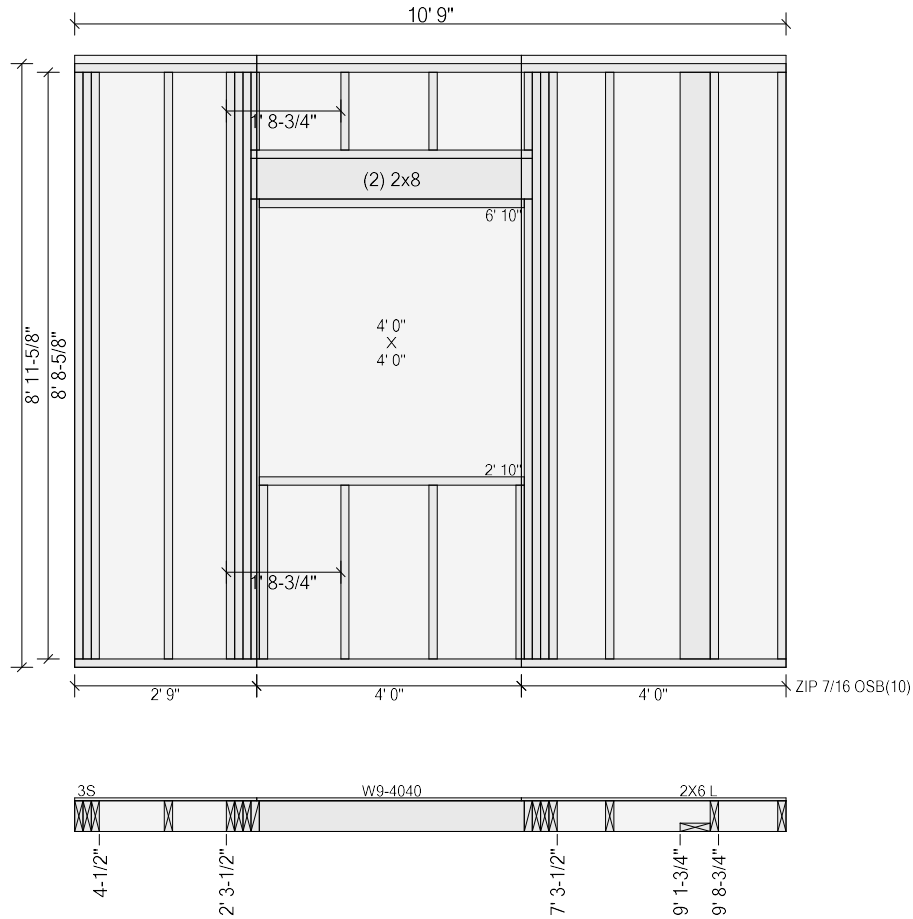 10' 9"
1' 8-3/4"
(2) 2x8
6' 10"
4' 0"
X
4' 0"
8' 11-5/8"
8' 8-5/8"
2' 10"
1' 8-3/4"
ZIP 7/16 OSB(10)
2' 9"
4' 0"
4' 0"
3S
W9-4040
2X6 L
4-1/2"
2' 3-1/2"
7' 3-1/2"
9' 1-3/4"
9' 8-3/4"